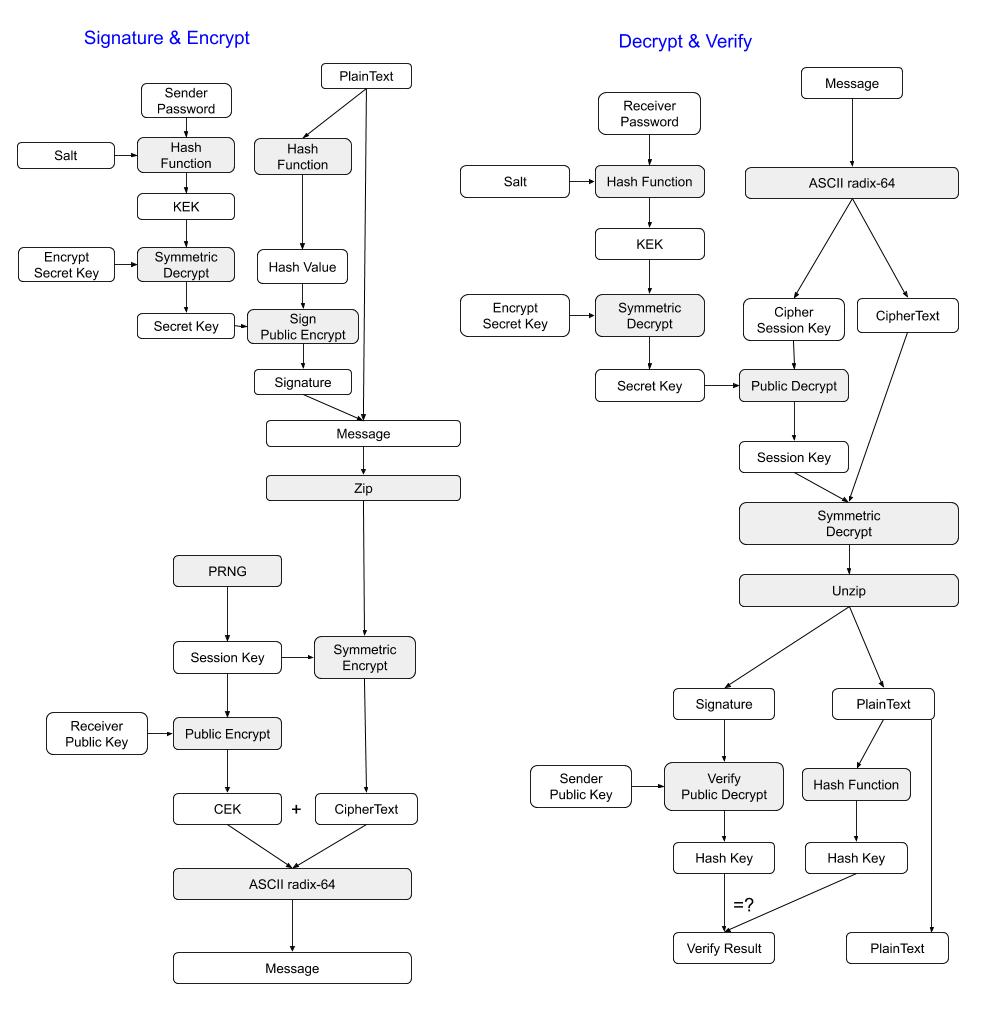 Signature & Encrypt
PlainText
Sender
Password
Hash
Function
Salt
Hash
Function
KEK
Encrypt
Secret Key
Symmetric
Decrypt
Hash Value
Secret Key
Sign
Public Encrypt
Signature
Message
Zip
PRNG
Session Key
Symmetric
Encrypt
Receiver
Public Key
Public Encrypt
CEK
+
CipherText
ASCII radix-64
Message
Decrypt & Verify
Message
Receiver
Password
Salt
Hash Function
ASCII radix-64
KEK
Encrypt
Secret Key
Symmetric
Decrypt
Cipher
Session Key
CipherText
Secret Key
Public Decrypt
Session Key
Symmetric
Decrypt
Unzip
Signature
PlainText
Sender
Public Key
Verify
Public Decrypt
Hash Function
Hash Key
Hash Key
=?
Verify Result
PlainText